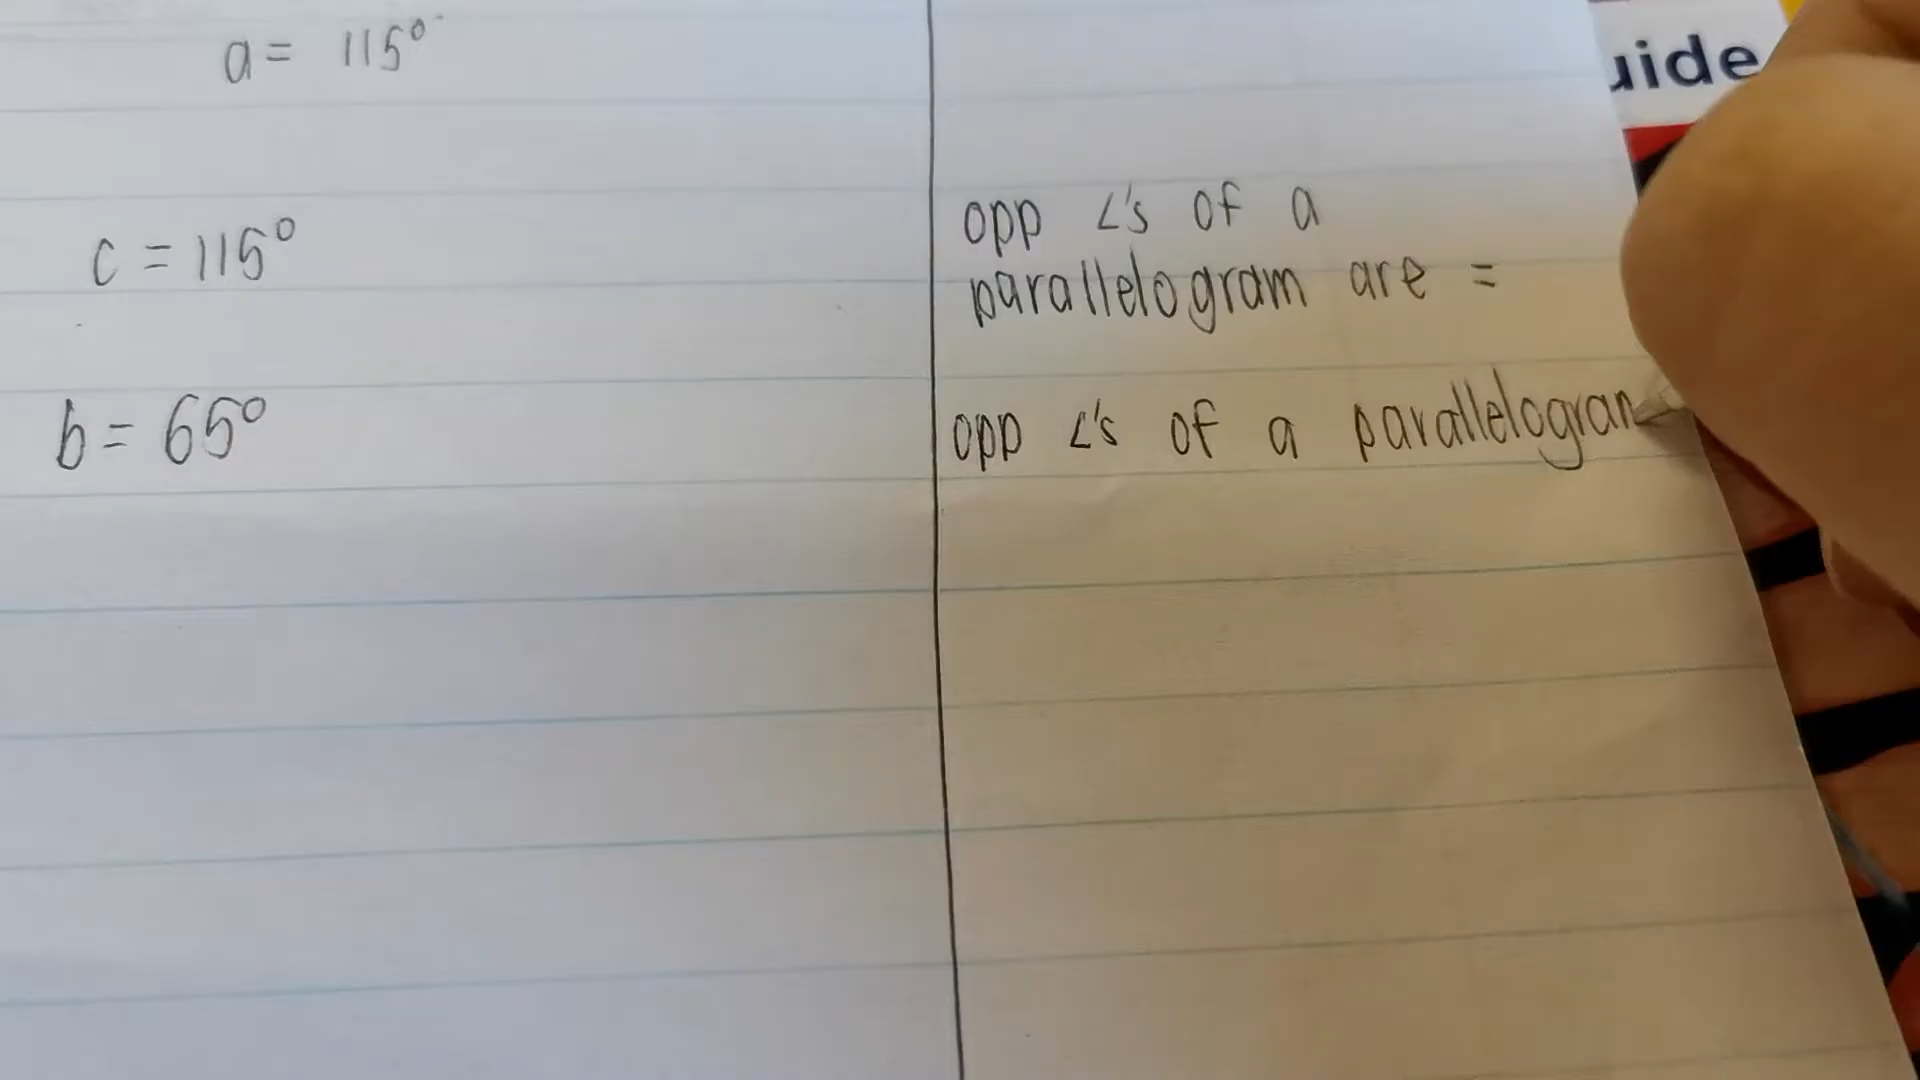 a = 115°
uide
c = 115°
opp ∠'s of a
parallelogram are =
b = 65°
opp ∠'s of a parallelogram